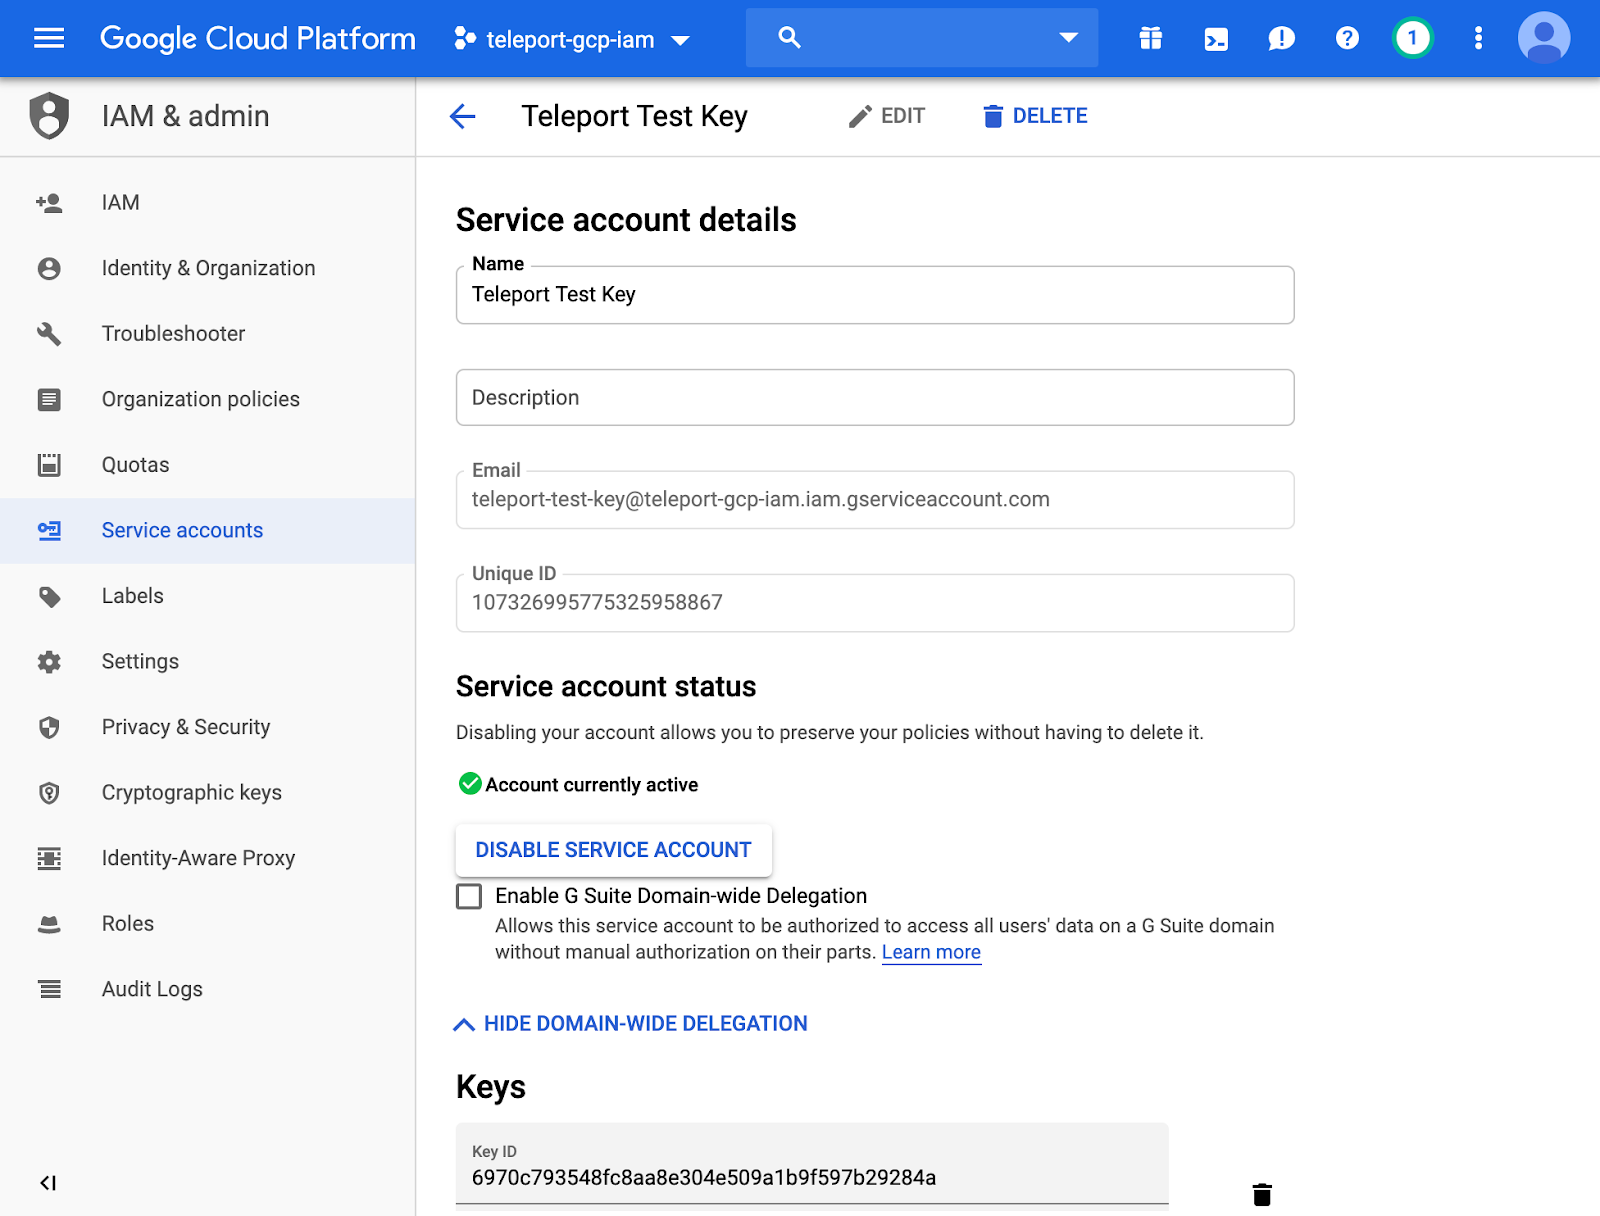 Google Cloud Platform
teleport-gcp-iam
1
IAM & admin
Teleport Test Key
EDIT
DELETE
IAM
Identity & Organization
Troubleshooter
Organization policies
Quotas
Service accounts
Labels
Settings
Privacy & Security
Cryptographic keys
Identity-Aware Proxy
Roles
Audit Logs
Service account details
Name
Teleport Test Key
Description
Email
teleport-test-key@teleport-gcp-iam.iam.gserviceaccount.com
Unique ID
107326995775325958867
Service account status
Disabling your account allows you to preserve your policies without having to delete it.
Account currently active
DISABLE SERVICE ACCOUNT
Enable G Suite Domain-wide Delegation
Allows this service account to be authorized to access all users' data on a G Suite domain
without manual authorization on their parts. Learn more
HIDE DOMAIN-WIDE DELEGATION
Keys
Key ID
6970c793548fc8aa8e304e509a1b9f597b29284a